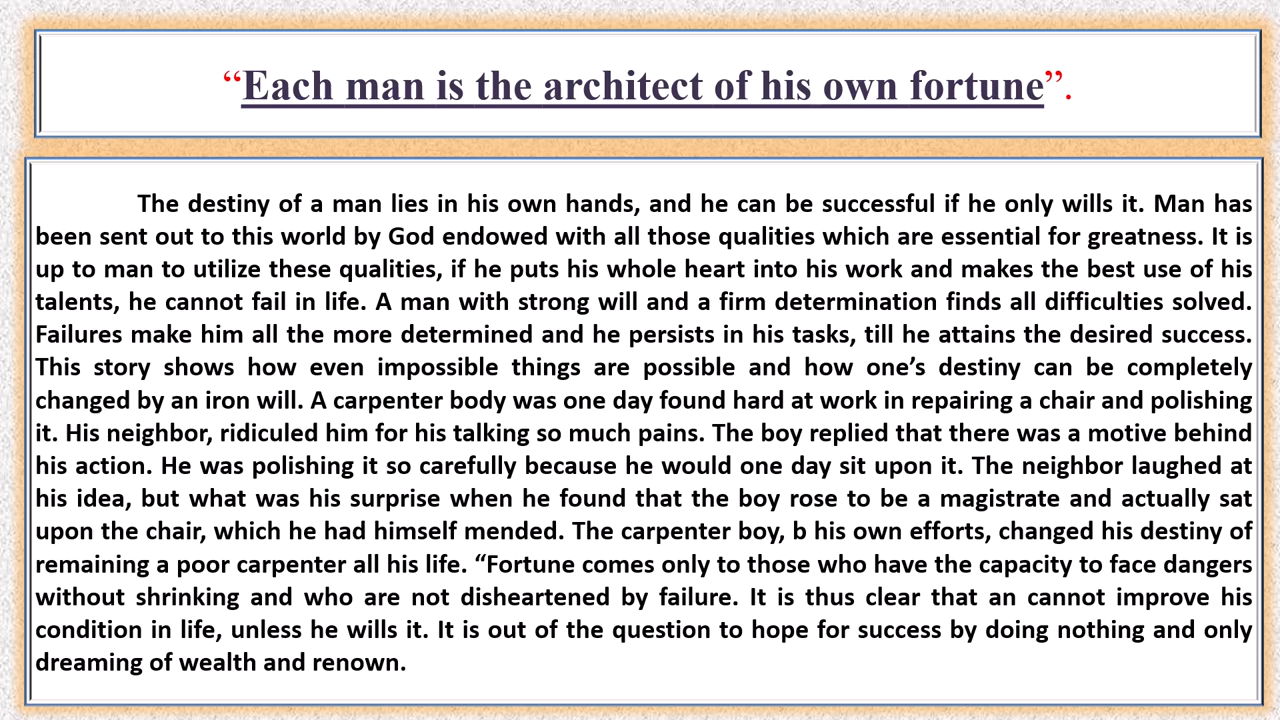 “Each man is the architect of his own fortune”.
The destiny of a man lies in his own hands, and he can be successful if he only wills it. Man has
been sent out to this world by God endowed with all those qualities which are essential for greatness. It is
up to man to utilize these qualities, if he puts his whole heart into his work and makes the best use of his
talents, he cannot fail in life. A man with strong will and a firm determination finds all difficulties solved.
Failures make him all the more determined and he persists in his tasks, till he attains the desired success.
This story shows how even impossible things are possible and how one’s destiny can be completely
changed by an iron will. A carpenter body was one day found hard at work in repairing a chair and polishing
it. His neighbor, ridiculed him for his talking so much pains. The boy replied that there was a motive behind
his action. He was polishing it so carefully because he would one day sit upon it. The neighbor laughed at
his idea, but what was his surprise when he found that the boy rose to be a magistrate and actually sat
upon the chair, which he had himself mended. The carpenter boy, b his own efforts, changed his destiny of
remaining a poor carpenter all his life. “Fortune comes only to those who have the capacity to face dangers
without shrinking and who are not disheartened by failure. It is thus clear that an cannot improve his
condition in life, unless he wills it. It is out of the question to hope for success by doing nothing and only
dreaming of wealth and renown.